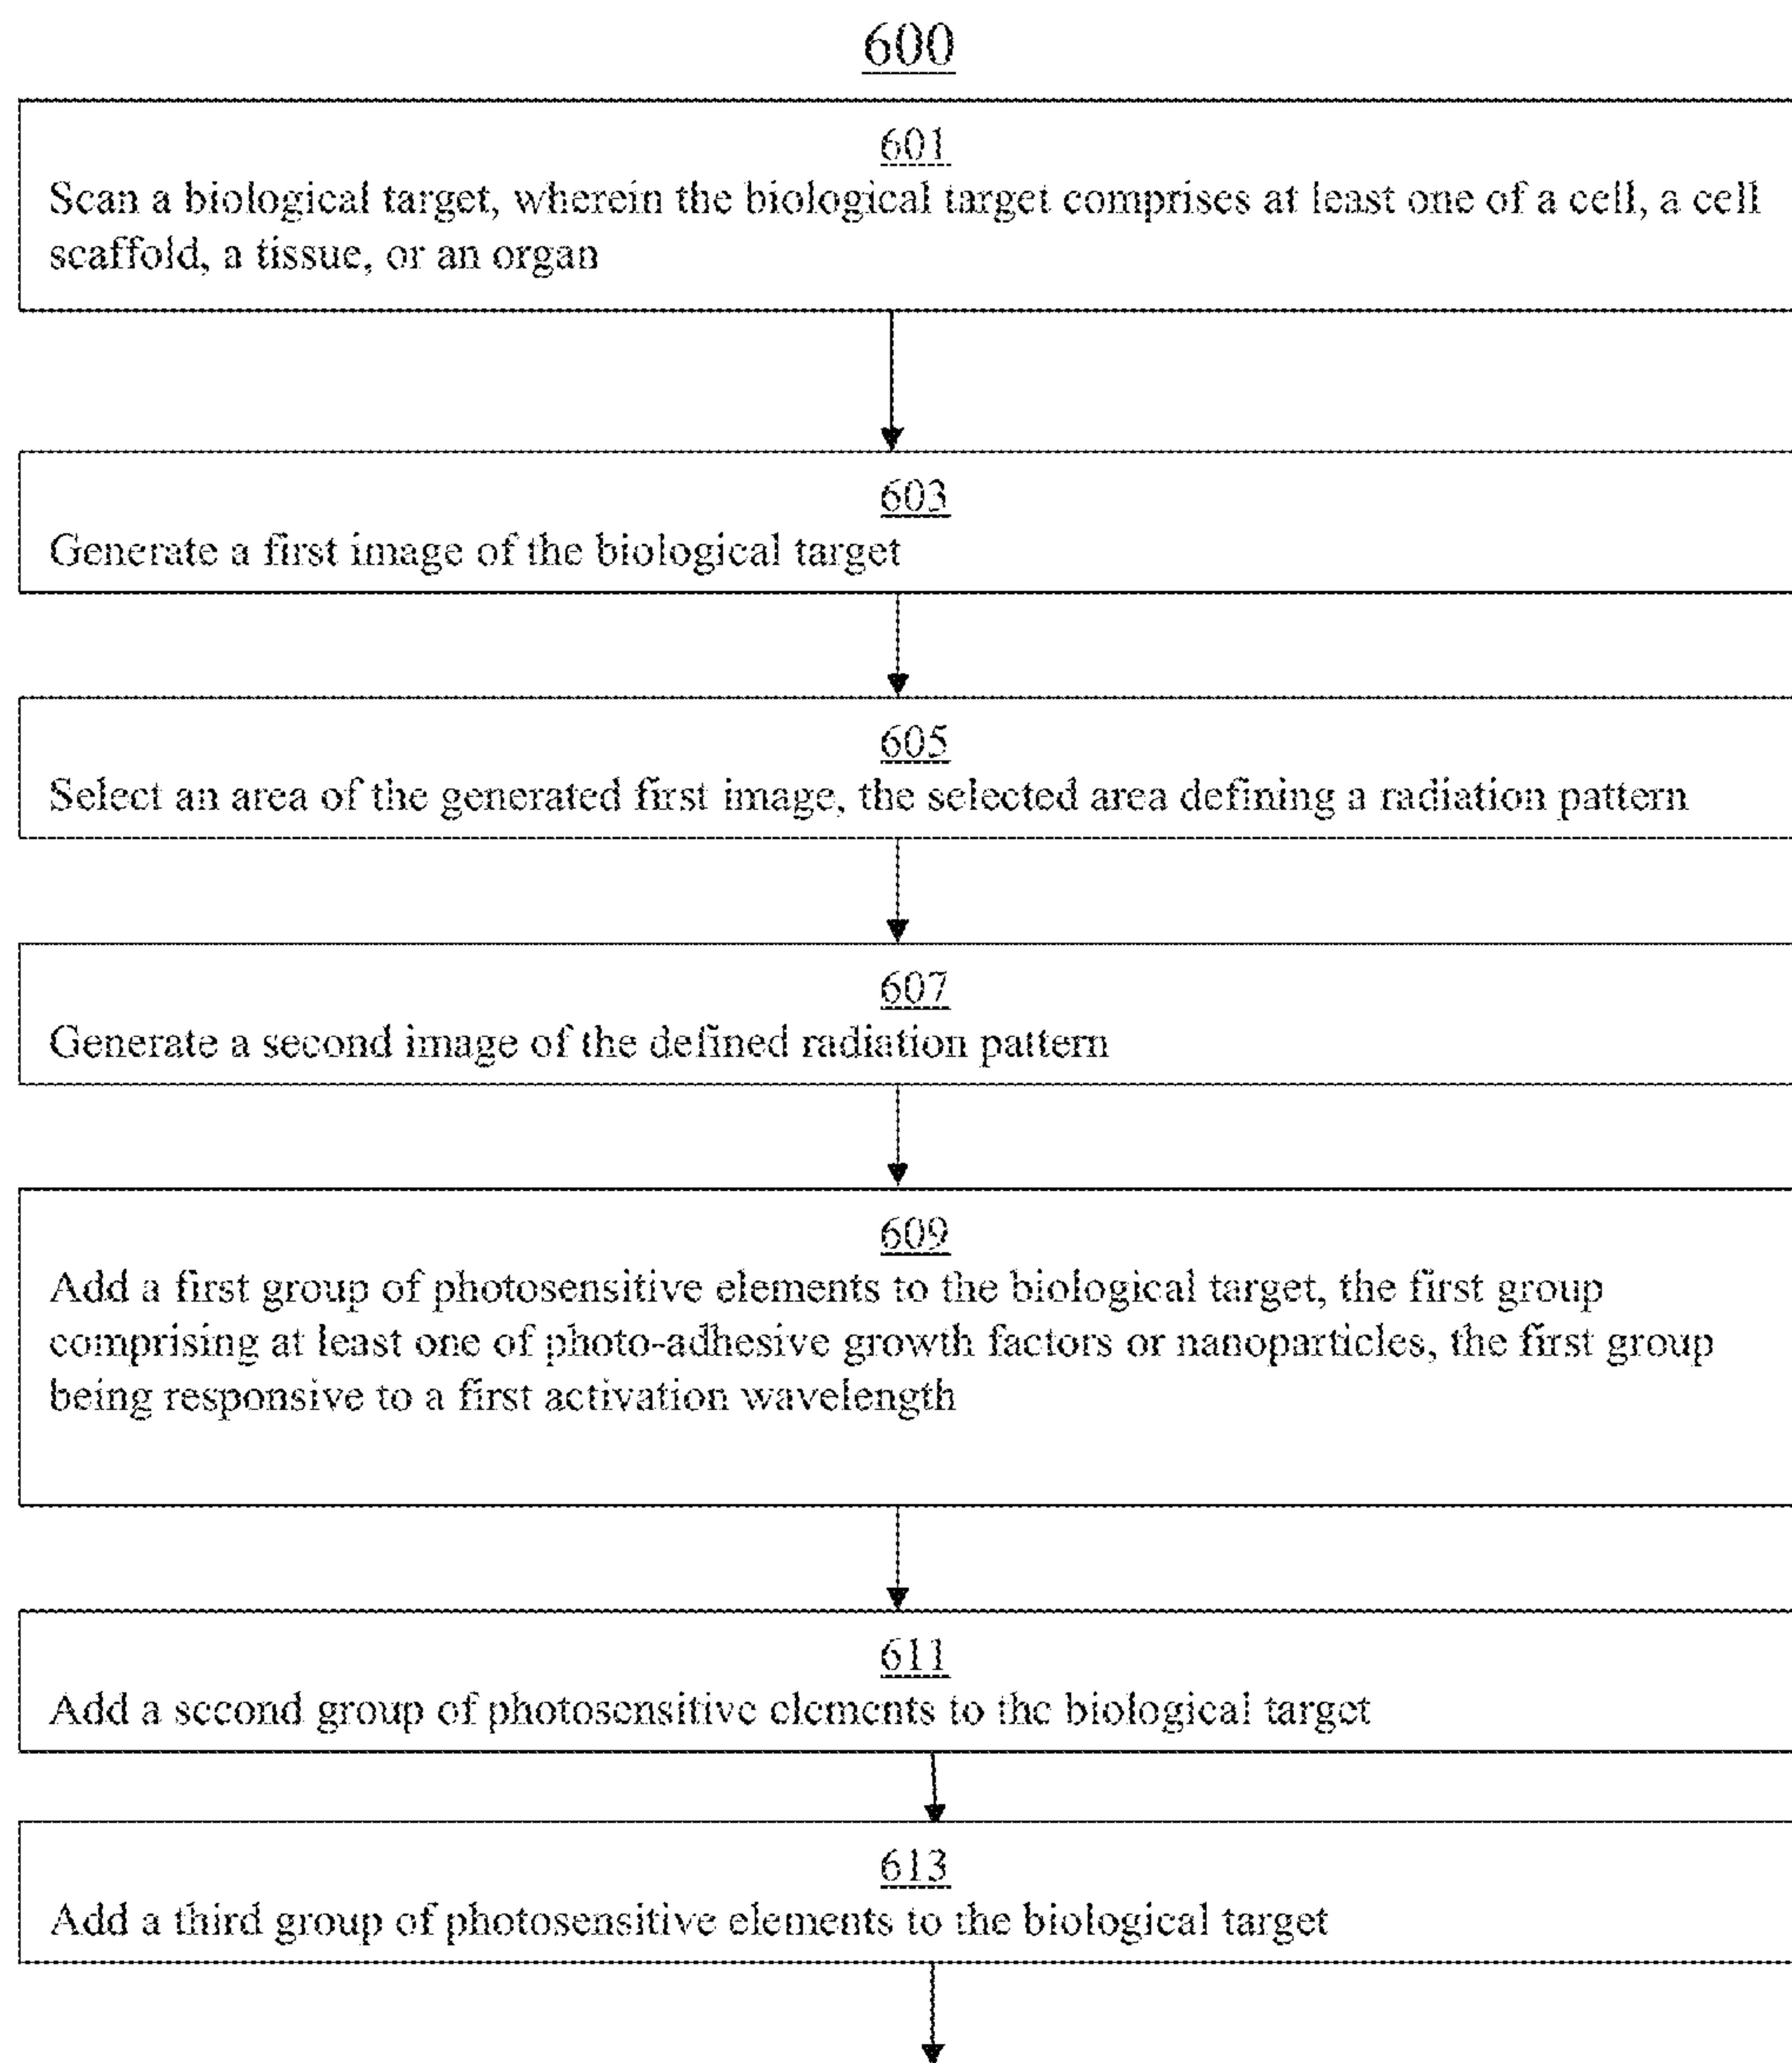 600
601
Scan a biological target, wherein the biological target comprises at least one of a cell, a cell
scaffold, a tissue, or an organ
603
Generate a first image of the biological target
605
Select an area of the generated first image, the selected area defining a radiation pattern
607
Generate a second image of the defined radiation pattern
609
Add a first group of photosensitive elements to the biological target, the first group
comprising at least one of photo-adhesive growth factors or nanoparticles, the first group
being responsive to a first activation wavelength
611
Add a second group of photosensitive elements to the biological target
613
Add a third group of photosensitive elements to the biological target